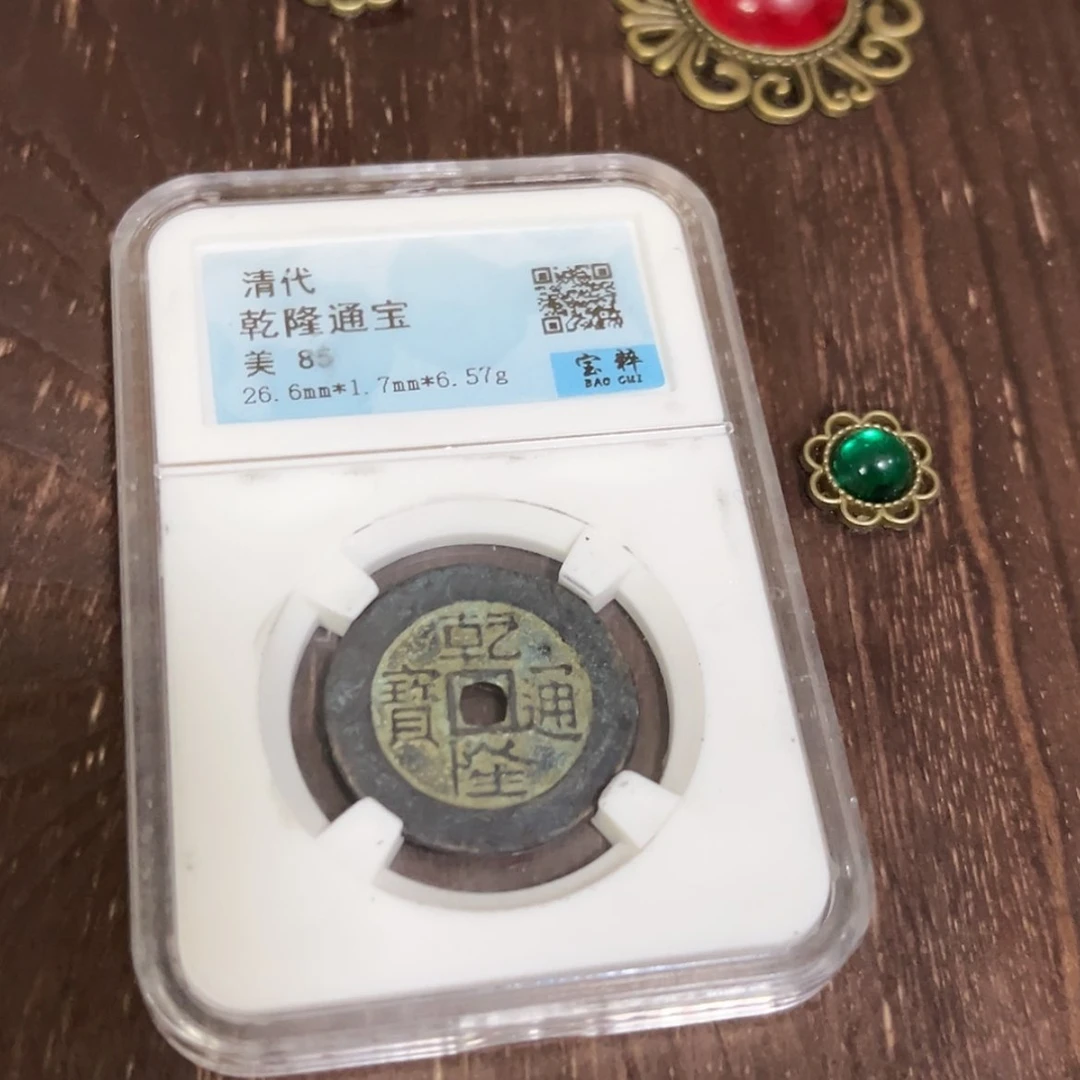 清代
乾隆通宝
美 85
26.6mm*1.7mm*6.57g
宝粹
BAO CUI
乾隆通寶